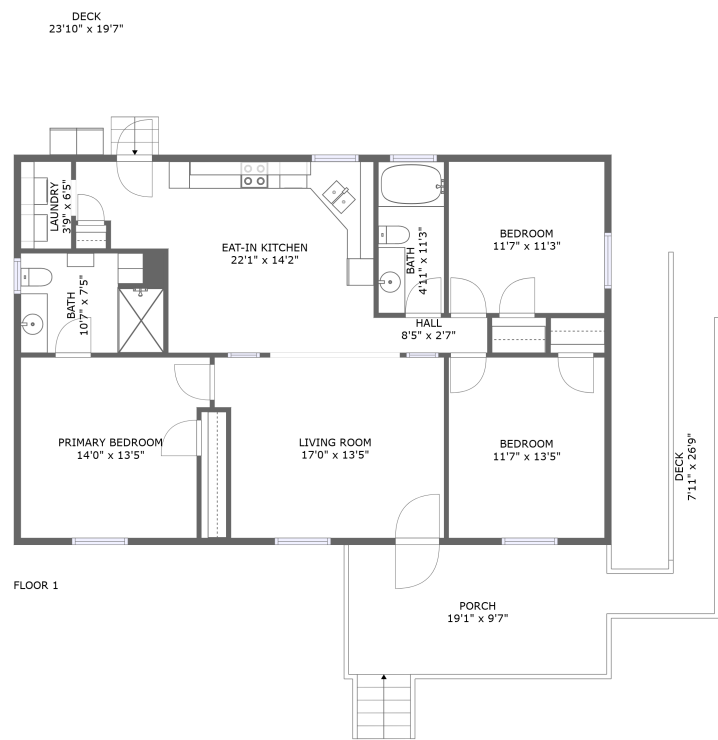 DECK
23'10" x 19'7"
LAUNDRY
3'9" x 6'5"
EAT-IN KITCHEN
22'1" x 14'2"
BATH
4'11" x 11'3"
BEDROOM
11'7" x 11'3"
BATH
10'7" x 7'5"
HALL
8'5" x 2'7"
PRIMARY BEDROOM
14'0" x 13'5"
LIVING ROOM
17'0" x 13'5"
BEDROOM
11'7" x 13'5"
DECK
7'11" x 26'9"
FLOOR 1
PORCH
19'1" x 9'7"